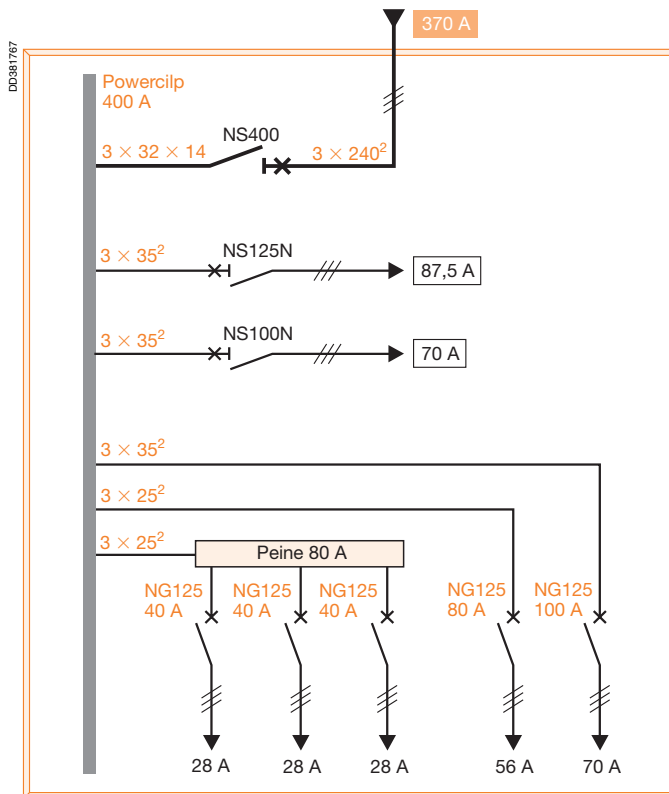 DD381767
370 A
Powercilp
400 A
NS400
3 × 32 × 14
3 × 240²
3 × 35²
NS125N
87,5 A
3 × 35²
NS100N
70 A
3 × 35²
3 × 25²
3 × 25²
Peine 80 A
NG125 NG125 NG125 NG125 NG125
40 A 40 A 40 A 80 A 100 A
28 A 28 A 28 A 56 A 70 A